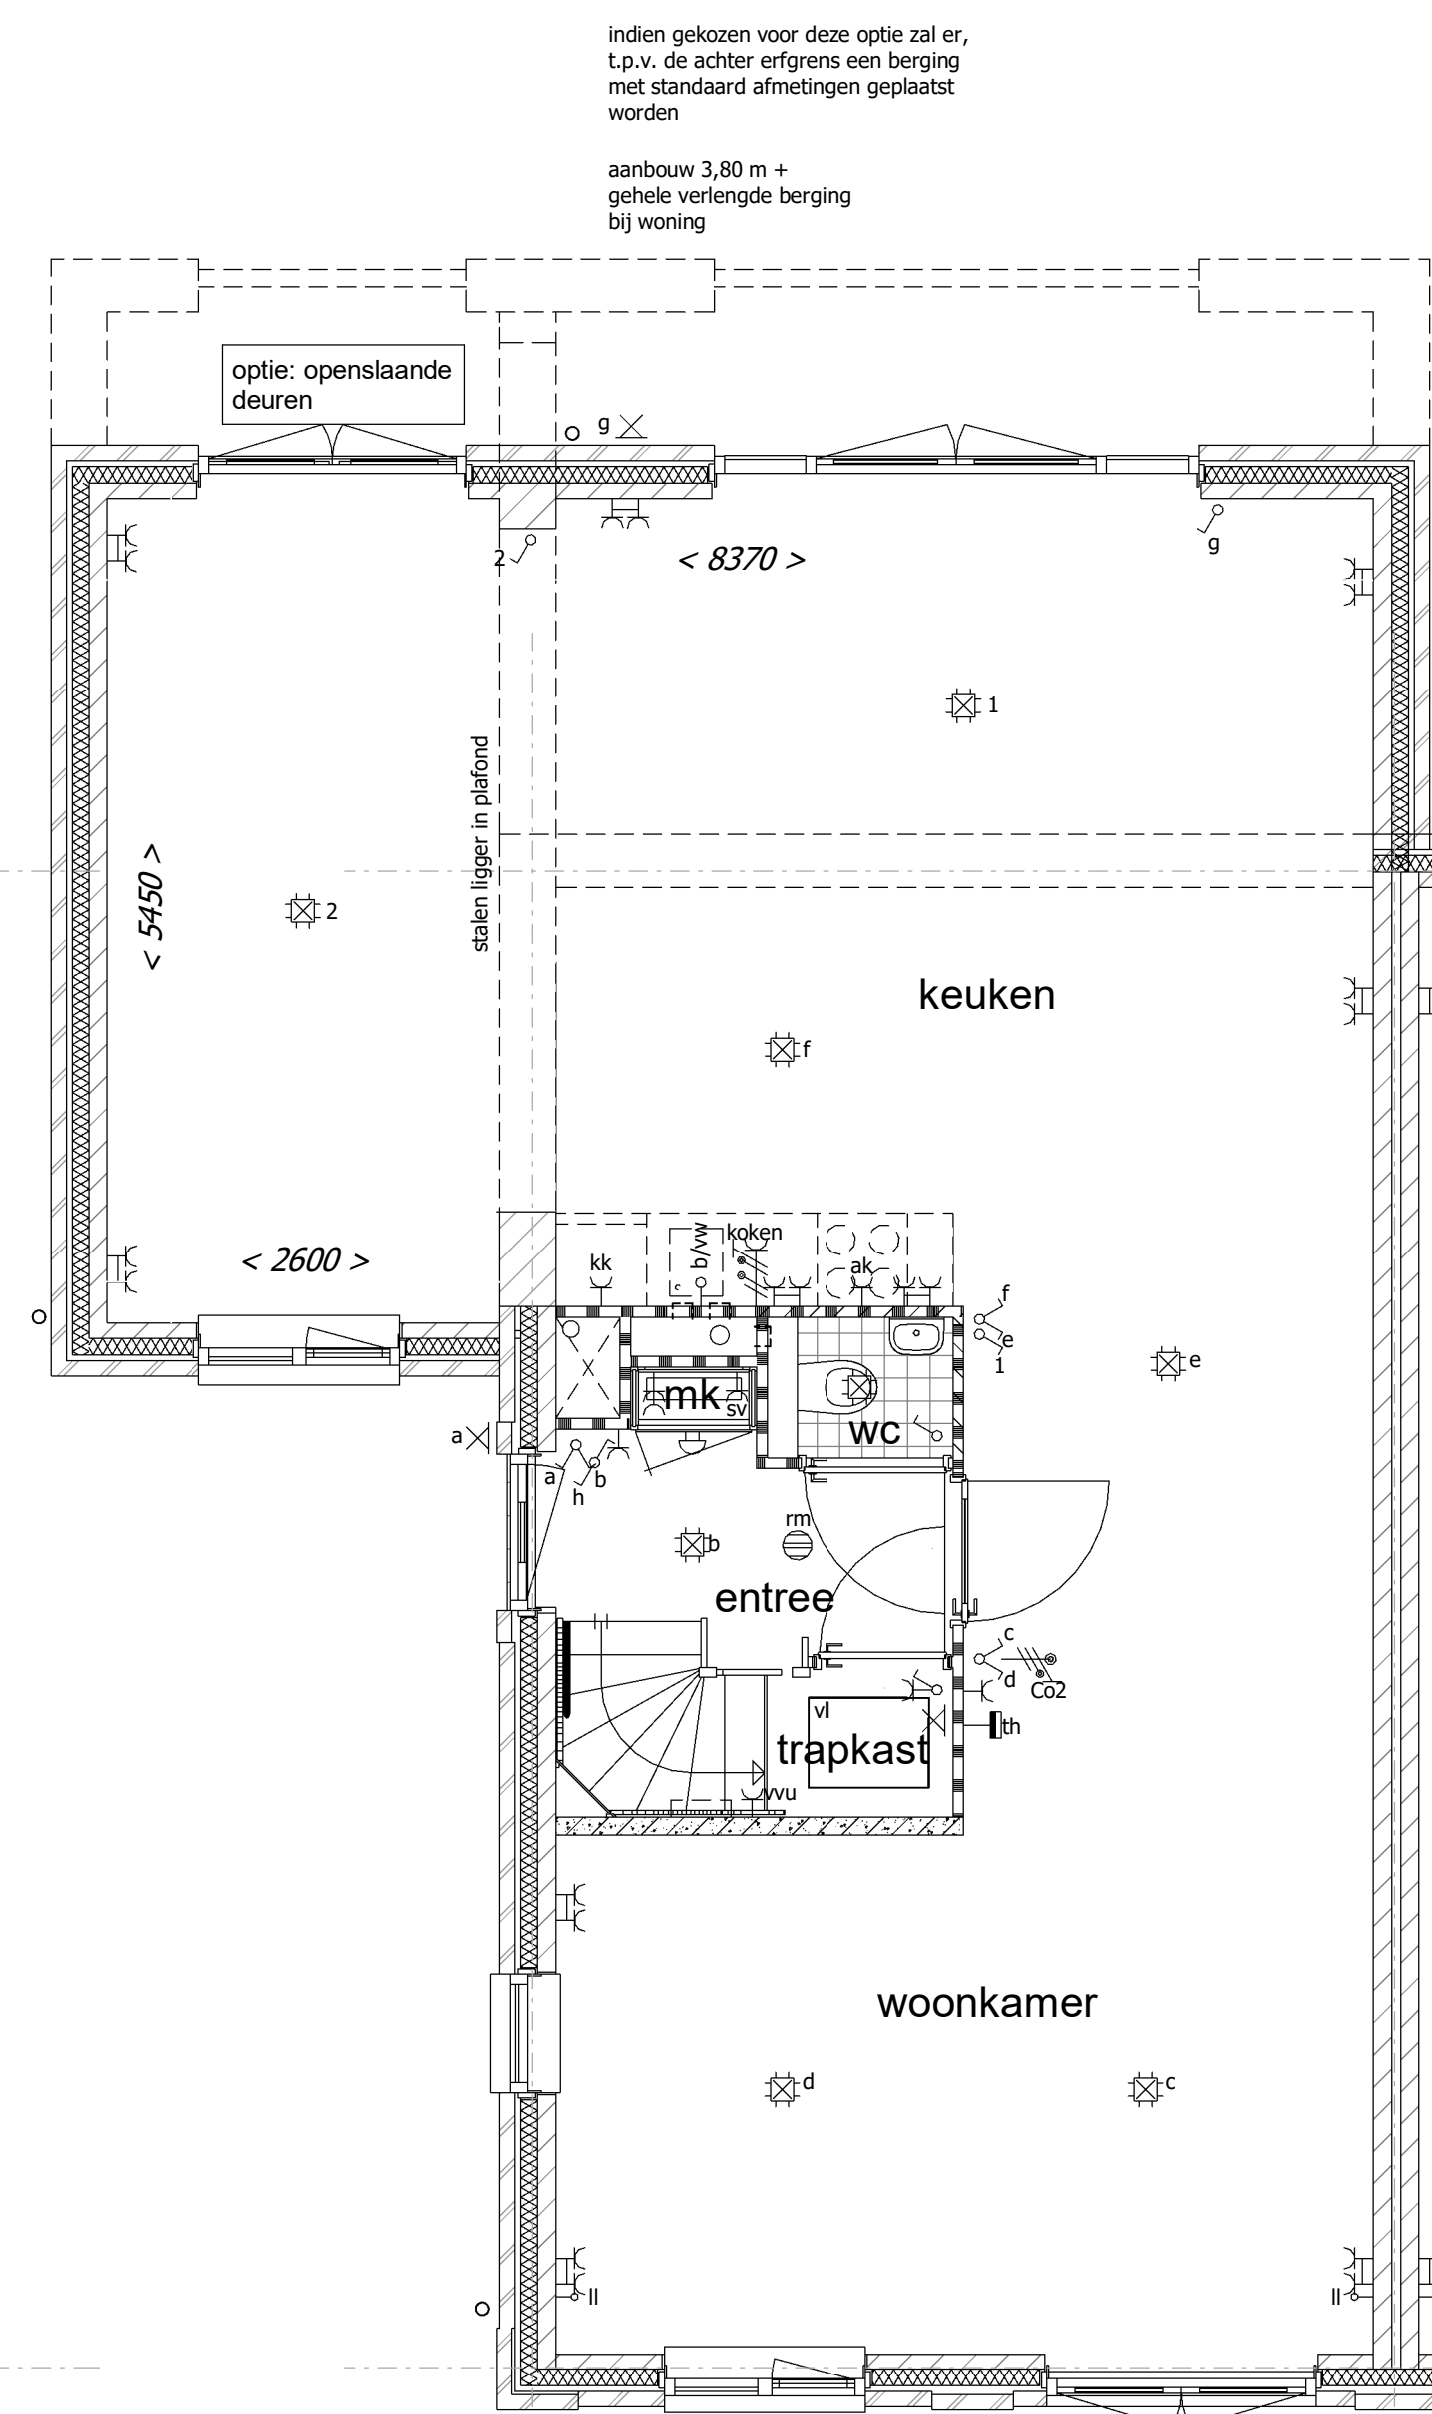 indien gekozen voor deze optie zal er,
t.p.v. de achter erfgrens een berging
met standaard afmetingen geplaatst
worden
aanbouw 3,80 m +
gehele verlengde berging
bij woning
optie: openslaande
deuren
g
2
< 8370 >
g
1
stalen ligger in plafond
< 5450 >
2
keuken
f
< 2600 >
kk
b/vw
koken
ak
f
e
1
e
mk
sv
wc
a
a
b
h
rm
b
entree
c
d
Co2
vl
th
trapkast
vvu
woonkamer
d
c
ll
ll